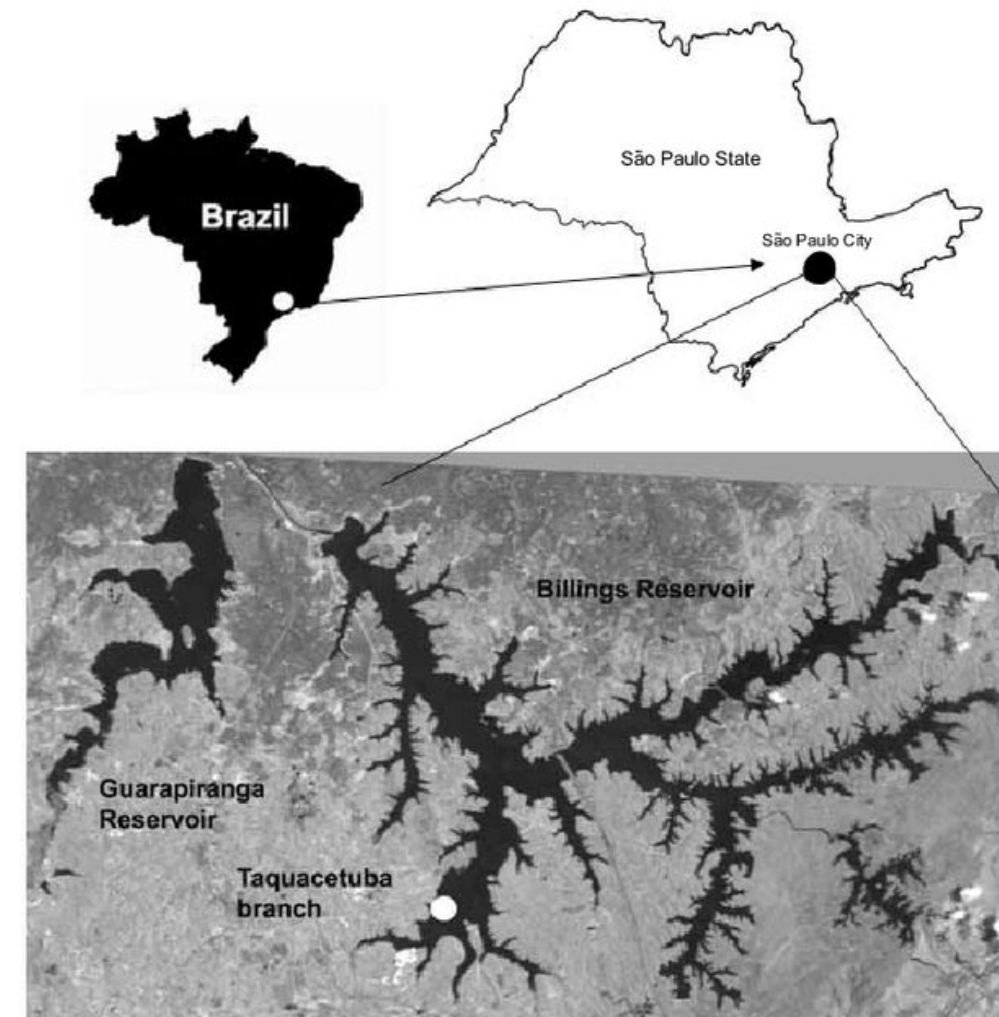 São Paulo State
Brazil
São Paulo City
Billings Reservoir
Guarapiranga
Reservoir
Taquacetuba
branch